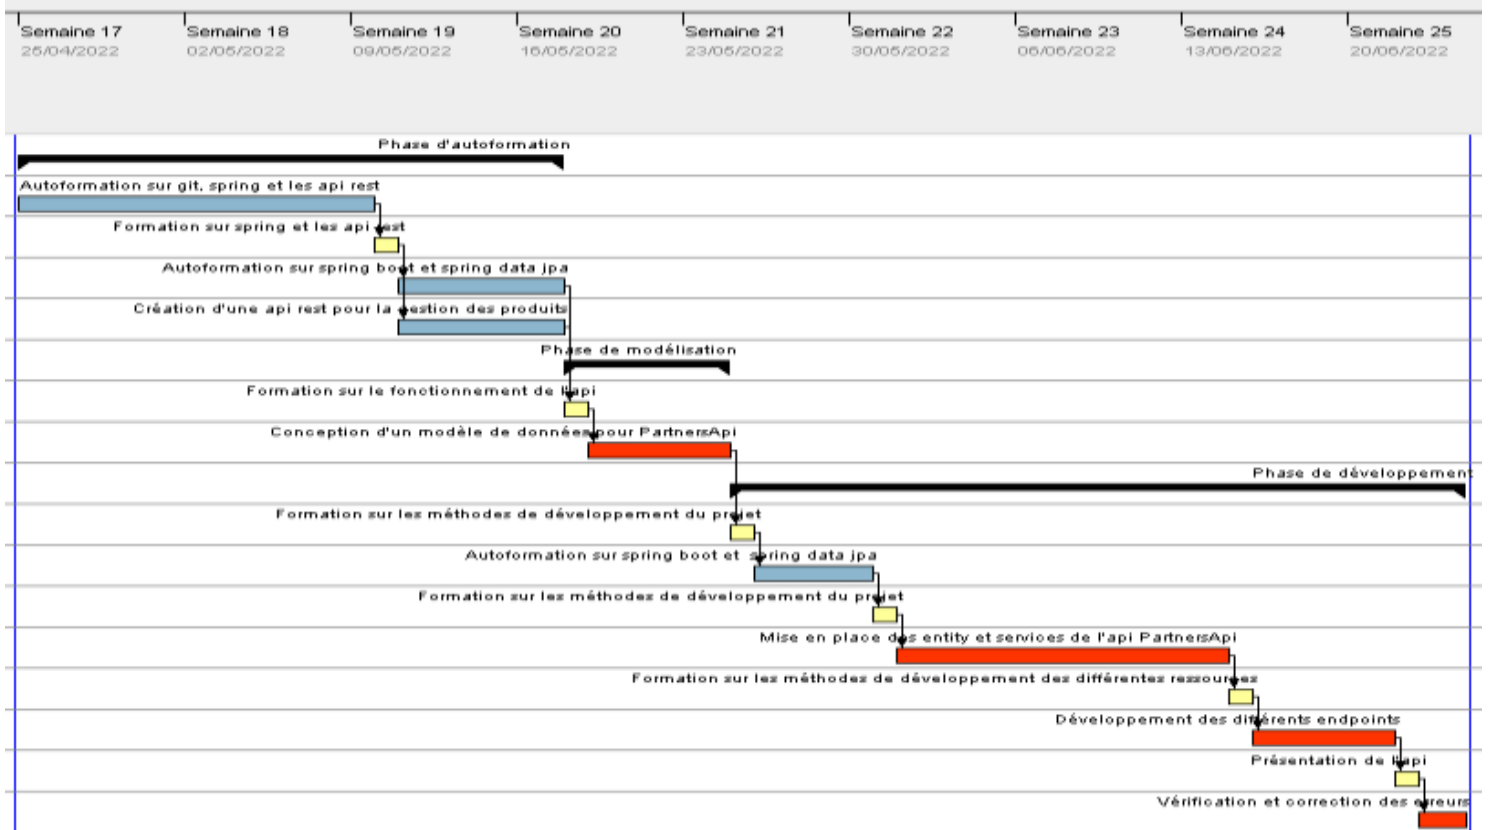 Semaine 17 Semaine 18 Semaine 19 Semaine 20 Semaine 21 Semaine 22 Semaine 23 Semaine 24 Semaine 25
25/04/2022 02/05/2022 09/05/2022 16/05/2022 23/05/2022 30/05/2022 06/06/2022 13/06/2022 20/06/2022
Phase d'autoformation
Autoformation sur git, spring et les api rest
Formation sur spring et les api rest
Autoformation sur spring boot et spring data jpa
Création d'une api rest pour la gestion des produits
Phase de modélisation
Formation sur le fonctionnement de l'api
Conception d'un modèle de données pour PartnersApi
Phase de développement
Formation sur les méthodes de développement du projet
Autoformation sur spring boot et spring data jpa
Formation sur les méthodes de développement du projet
Mise en place des entity et services de l'api PartnersApi
Formation sur les méthodes de développement des différentes ressources
Développement des différents endpoints
Présentation de l'api
Vérification et correction des erreurs